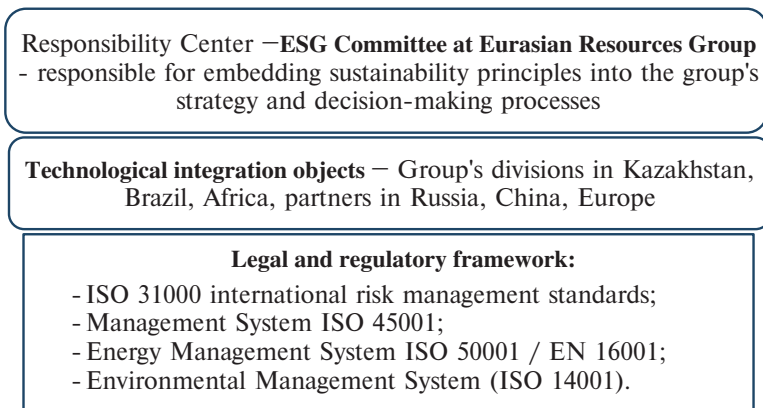 Responsibility Center –ESG Committee at Eurasian Resources Group
- responsible for embedding sustainability principles into the group's
strategy and decision-making processes
Technological integration objects – Group's divisions in Kazakhstan,
Brazil, Africa, partners in Russia, China, Europe
Legal and regulatory framework:
- ISO 31000 international risk management standards;
- Management System ISO 45001;
- Energy Management System ISO 50001 / EN 16001;
- Environmental Management System (ISO 14001).